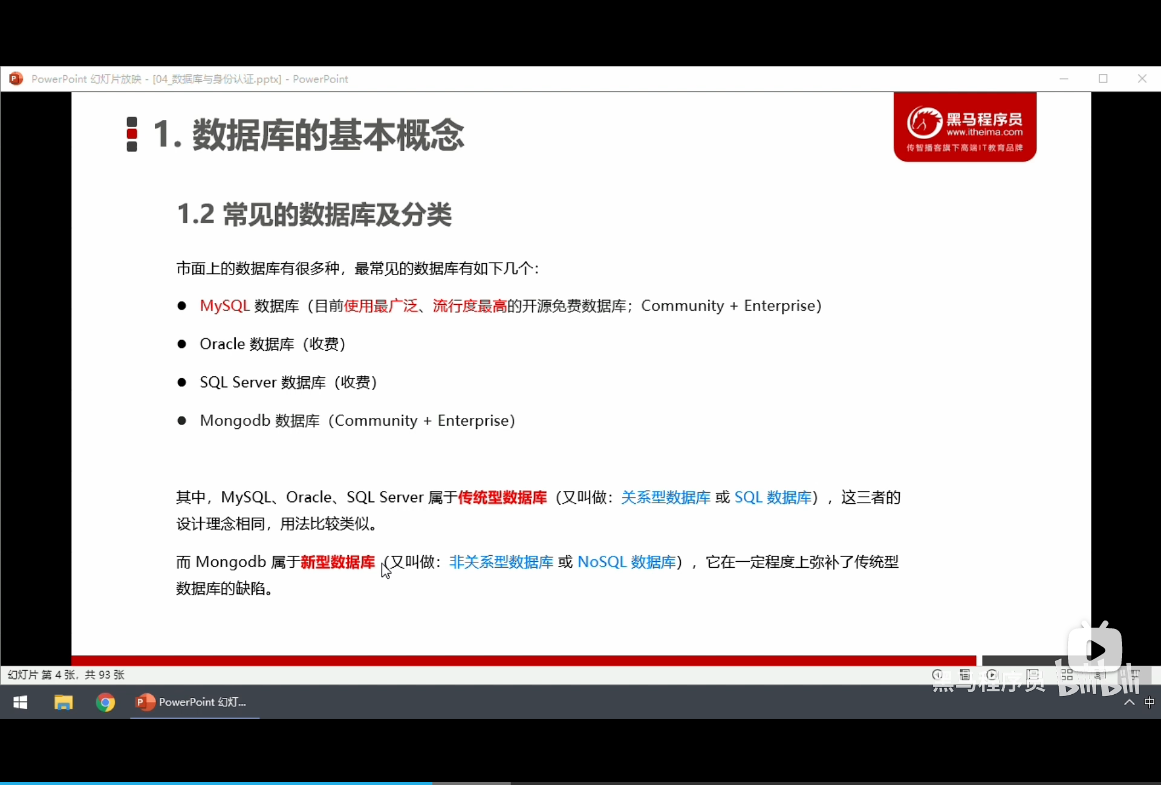 PowerPoint 幻灯片放映 - [04_数据库与身份认证.pptx] - PowerPoint
1. 数据库的基本概念
黑马程序员
www.itheima.com
传智播客旗下高端IT教育品牌
1.2 常见的数据库及分类
市面上的数据库有很多种，最常见的数据库有如下几个：
● MySQL 数据库（目前使用最广泛、流行度最高的开源免费数据库；Community + Enterprise）
● Oracle 数据库（收费）
● SQL Server 数据库（收费）
● Mongodb 数据库（Community + Enterprise）
其中，MySQL、Oracle、SQL Server 属于传统型数据库（又叫做：关系型数据库 或 SQL 数据库），这三者的
设计理念相同，用法比较类似。
而 Mongodb 属于新型数据库（又叫做：非关系型数据库 或 NoSQL 数据库），它在一定程度上弥补了传统型
数据库的缺陷。
幻灯片 第 4 张，共 93 张
黑马程序员 bilibili
PowerPoint 幻灯...
中